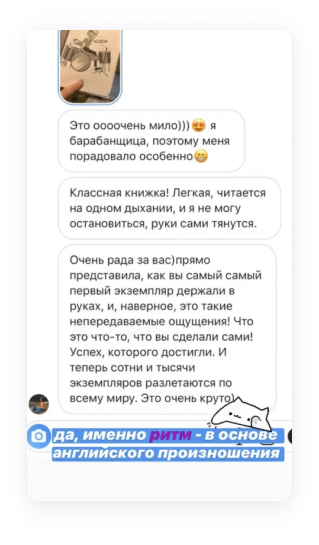 Это оооочень мило)))😍 я
барабанщица, поэтому меня
порадовало особенно😁
Классная книжка! Легкая, читается
на одном дыхании, и я не могу
остановиться, руки сами тянутся.
Очень рада за вас)прямо
представила, как вы самый самый
первый экземпляр держали в
руках, и, наверное, это такие
непередаваемые ощущения! Что
это что-то, что вы сделали сами!
Успех, которого достигли. И
теперь сотни и тысячи
экземпляров разлетаются по
всему миру. Это очень круто)
да, именно ритм - в основе
английского произношения